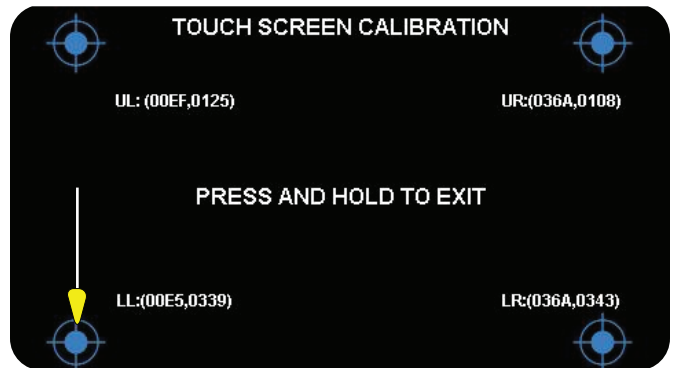 TOUCH SCREEN CALIBRATION
UL: (00EF,0125)
UR:(036A,0108)
PRESS AND HOLD TO EXIT
LL:(00E5,0339)
LR:(036A,0343)